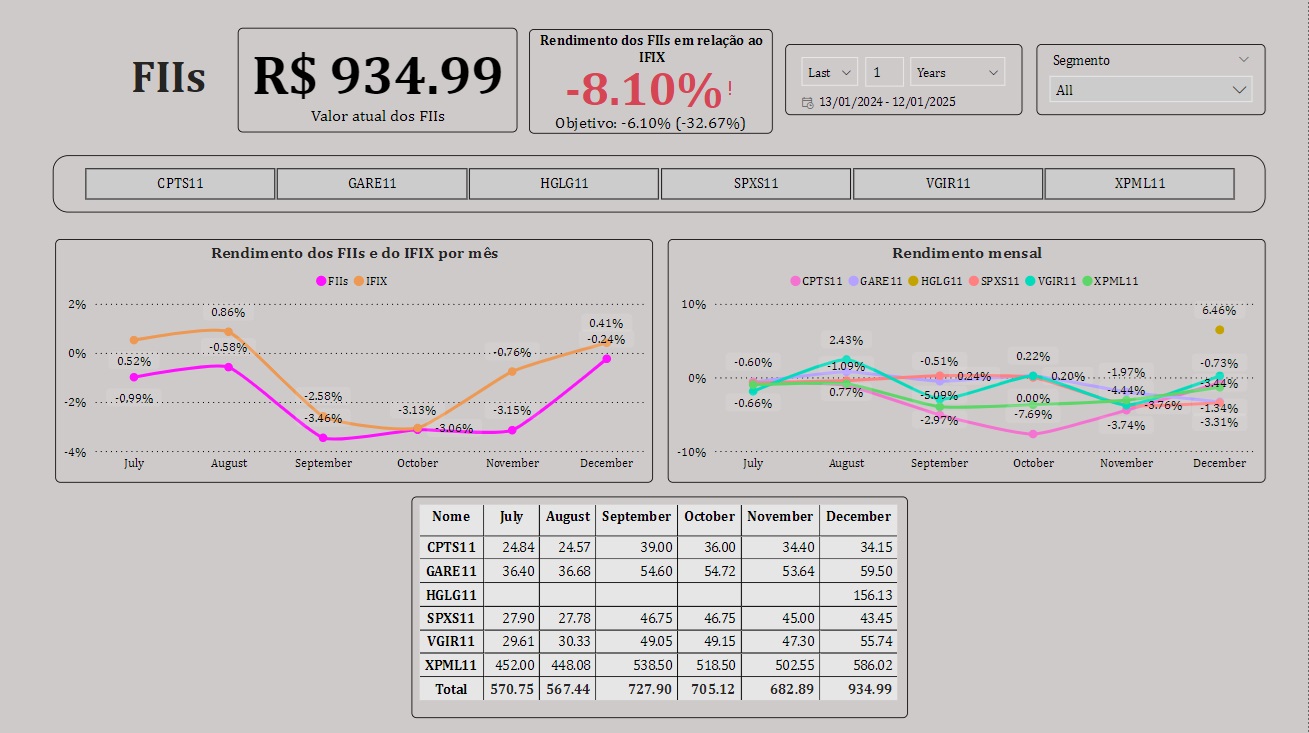 FIIs
R$ 934.99
Valor atual dos FIIs
Rendimento dos FIIs em relação ao
IFIX
-8.10%!
Objetivo: -6.10% (-32.67%)
Last 1 Years
13/01/2024 - 12/01/2025
Segmento
All
CPTS11 GARE11 HGLG11 SPXS11 VGIR11 XPML11
Rendimento dos FIIs e do IFIX por mês
FIIs IFIX
2%
0%
-2%
-4%
0.86%
0.41%
-0.24%
-0.58%
-0.76%
0.52%
-0.99%
-2.58%
-3.46%
-3.13%
-3.06%
-3.15%
July August September October November December
Rendimento mensal
CPTS11 GARE11 HGLG11 SPXS11 VGIR11 XPML11
10%
0%
-10%
6.46%
2.43%
-0.60%
-1.09%
-0.51%
0.22%
-0.73%
-0.66%
0.77%
0.24%
0.20%
-1.97%
-5.09%
0.00%
-4.44%
-3.44%
-2.97%
-7.69%
-3.76%
-1.34%
-3.74%
-3.31%
July August September October November December
Nome July August September October November December
CPTS11 24.84 24.57 39.00 36.00 34.40 34.15
GARE11 36.40 36.68 54.60 54.72 53.64 59.50
HGLG11 156.13
SPXS11 27.90 27.78 46.75 46.75 45.00 43.45
VGIR11 29.61 30.33 49.05 49.15 47.30 55.74
XPML11 452.00 448.08 538.50 518.50 502.55 586.02
Total 570.75 567.44 727.90 705.12 682.89 934.99